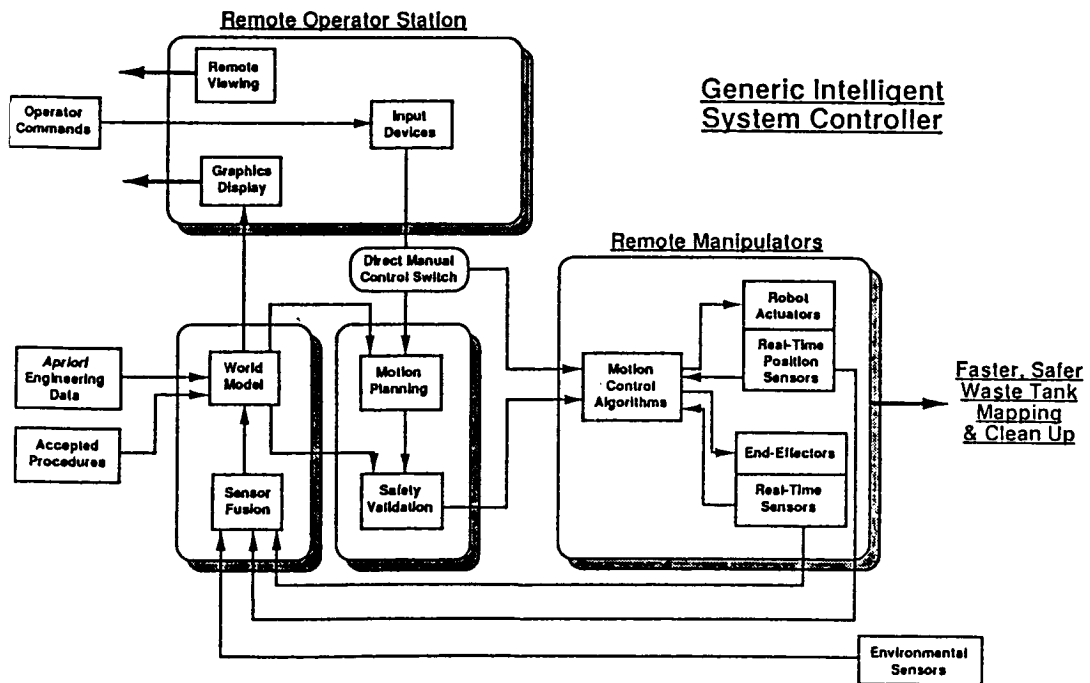 Remote Operator Station
Remote
Viewing
Generic Intelligent
System Controller
Operator
Commands
Input
Devices
Graphics
Display
Remote Manipulators
Direct Manual
Control Switch
Robot
Actuators
Real-Time
Position
Sensors
Apriori
Engineering
Data
World
Model
Motion
Planning
Motion
Control
Algorithms
Faster, Safer
Waste Tank
Mapping
& Clean Up
Accepted
Procedures
End-Effectors
Sensor
Fusion
Safety
Validation
Real-Time
Sensors
Environmental
Sensors